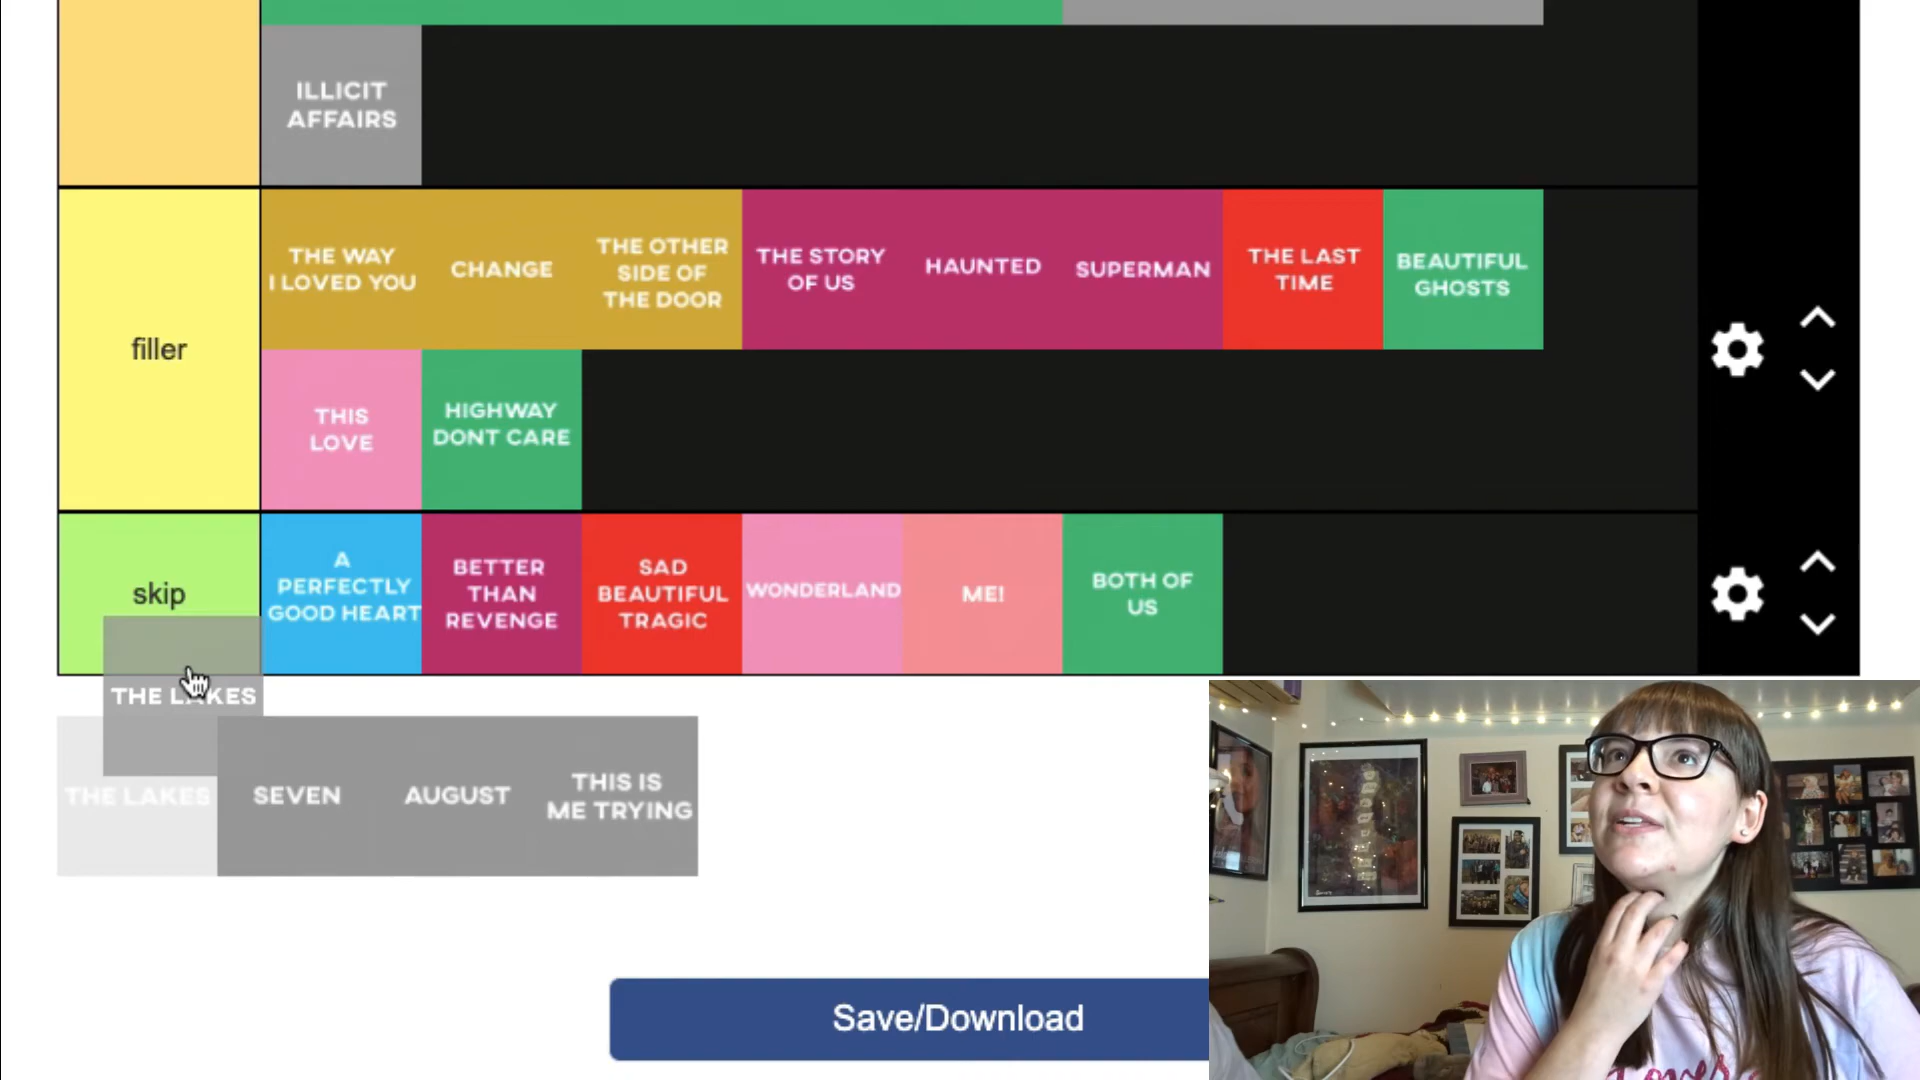 ILLICIT
AFFAIRS
filler
THE WAY
I LOVED YOU
CHANGE
THE OTHER
SIDE OF
THE DOOR
THE STORY
OF US
HAUNTED
SUPERMAN
THE LAST
TIME
BEAUTIFUL
GHOSTS
THIS
LOVE
HIGHWAY
DONT CARE
skip
A
PERFECTLY
GOOD HEART
BETTER
THAN
REVENGE
SAD
BEAUTIFUL
TRAGIC
WONDERLAND
ME!
BOTH OF
US
THE LAKES
THE LAKES
SEVEN
AUGUST
THIS IS
ME TRYING
Save/Download